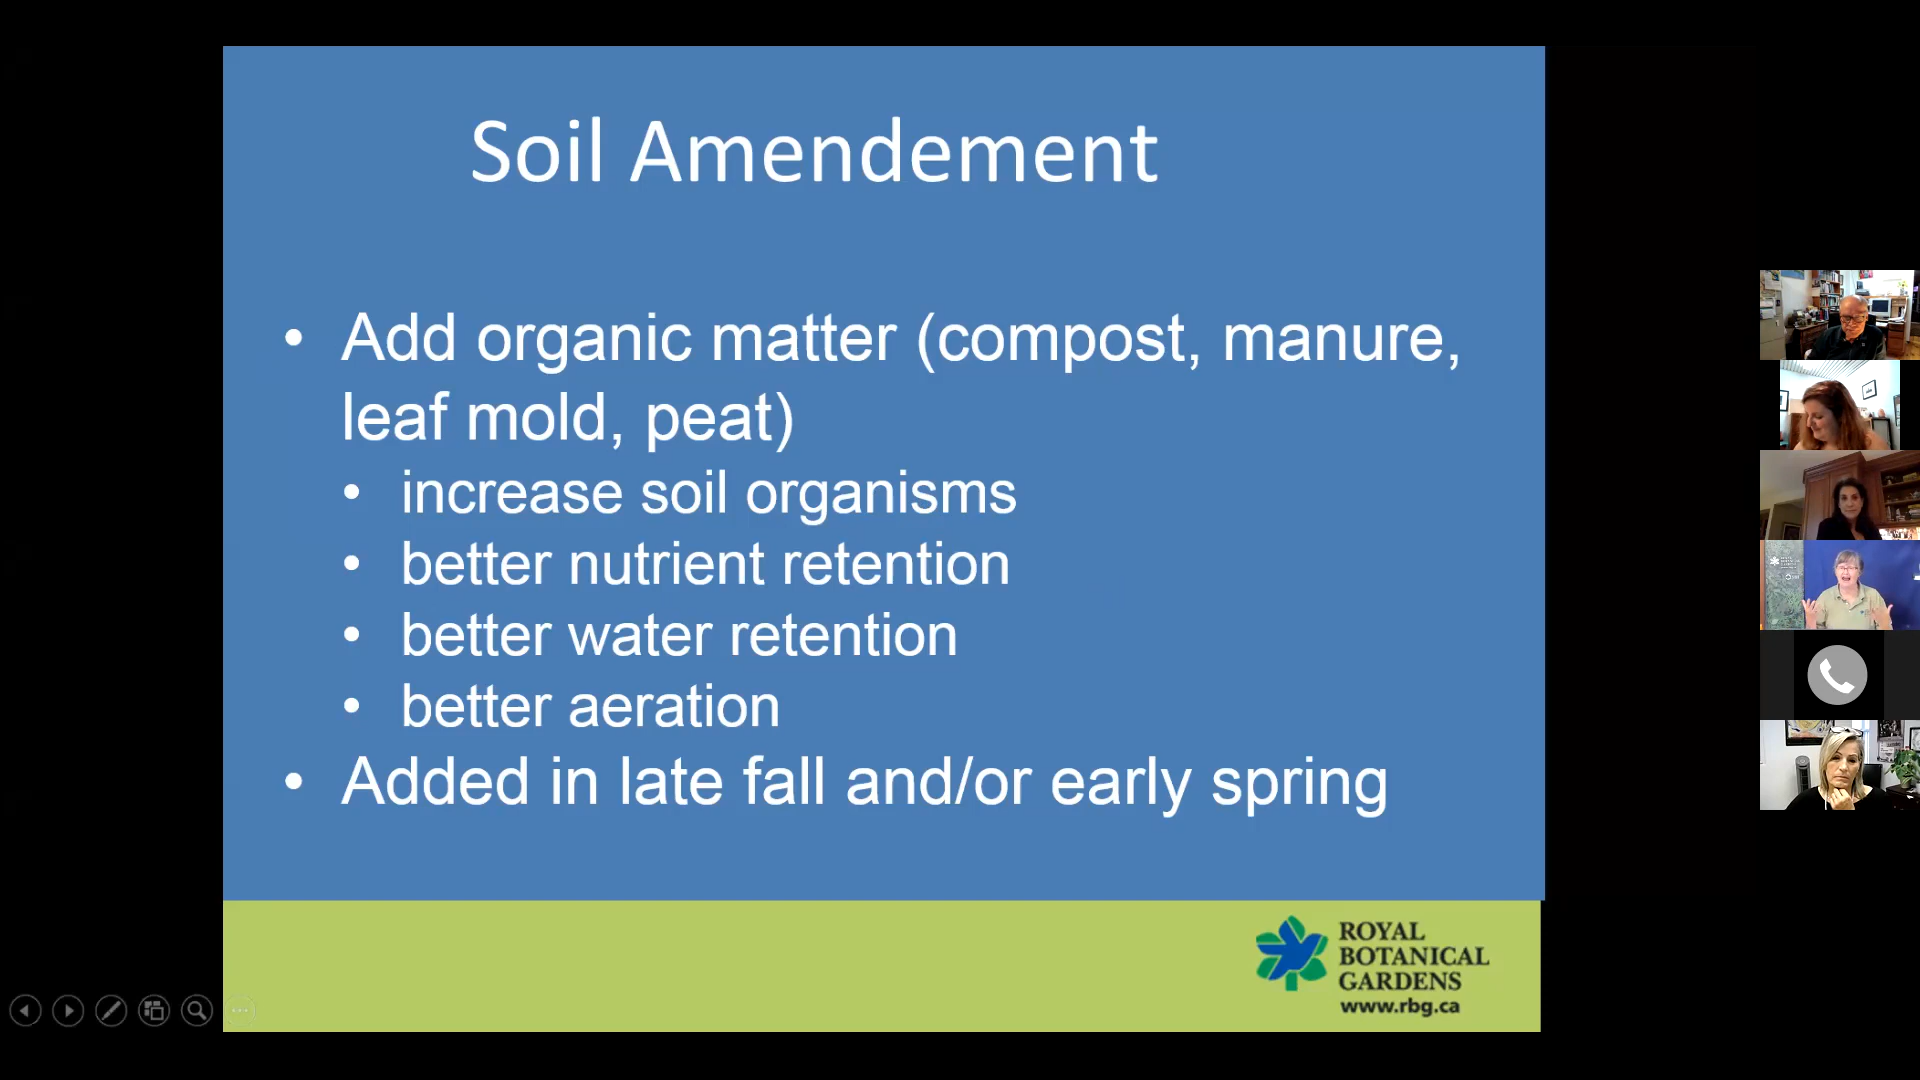 Soil Amendement
• Add organic matter (compost, manure,
leaf mold, peat)
• increase soil organisms
• better nutrient retention
• better water retention
• better aeration
• Added in late fall and/or early spring
ROYAL
BOTANICAL
GARDENS
www.rbg.ca